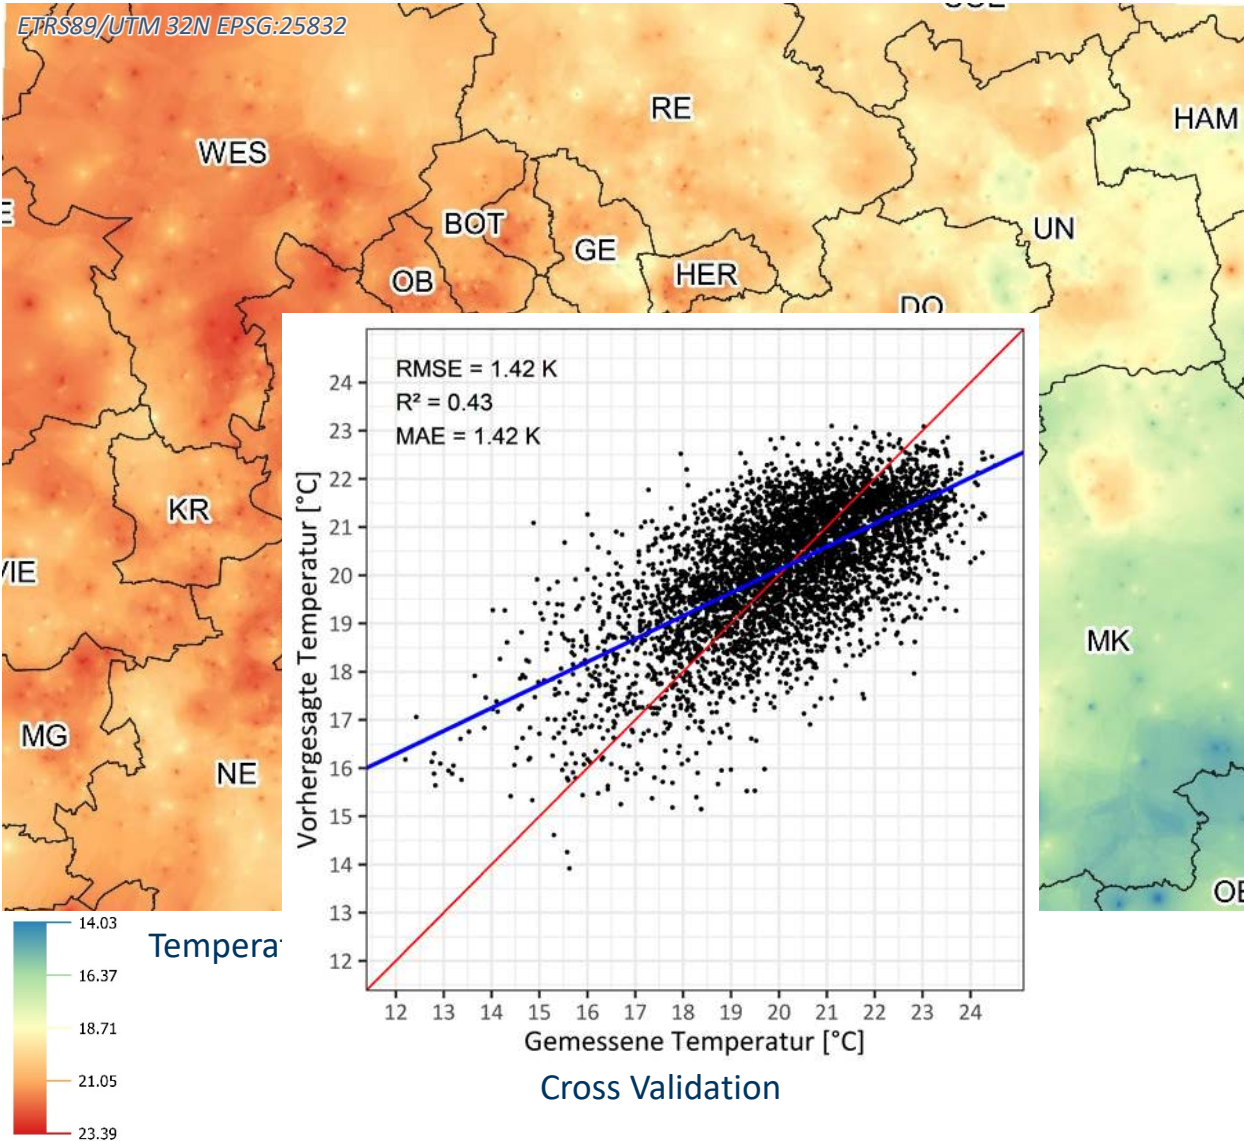 ETRS89/UTM 32N EPSG:25832
RE
HAM
WES
BOT
UN
GE
HER
OB
DO
KR
VIE
MK
MG
NE
OE
RMSE = 1.42 K
R² = 0.43
MAE = 1.42 K
24
23
22
21
20
19
18
17
16
15
14
13
12
Vorhergesagte Temperatur [°C]
12 13 14 15 16 17 18 19 20 21 22 23 24
Gemessene Temperatur [°C]
Cross Validation
Tempera
14.03
16.37
18.71
21.05
23.39